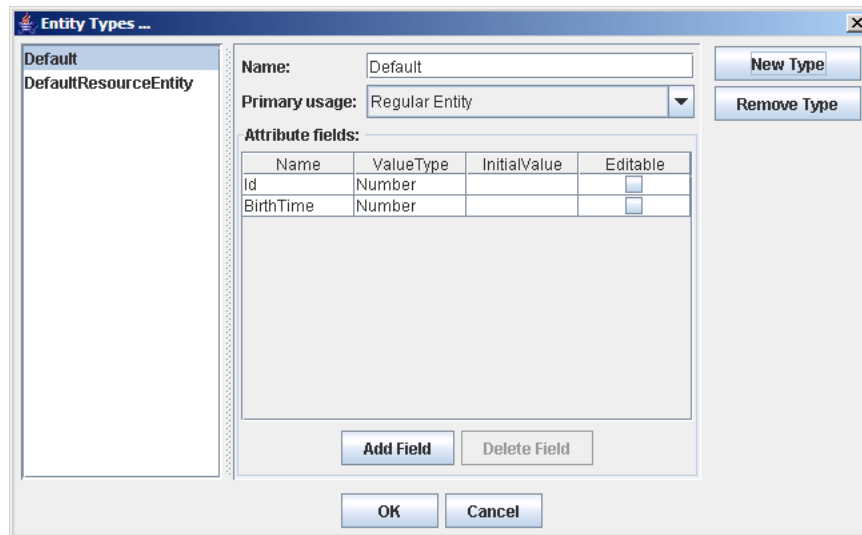 Entity Types ...
Default
DefaultResourceEntity
Name: Default
Primary usage: Regular Entity
Attribute fields:
Name ValueType InitialValue Editable
Id Number
BirthTime Number
Add Field Delete Field
New Type
Remove Type
OK Cancel